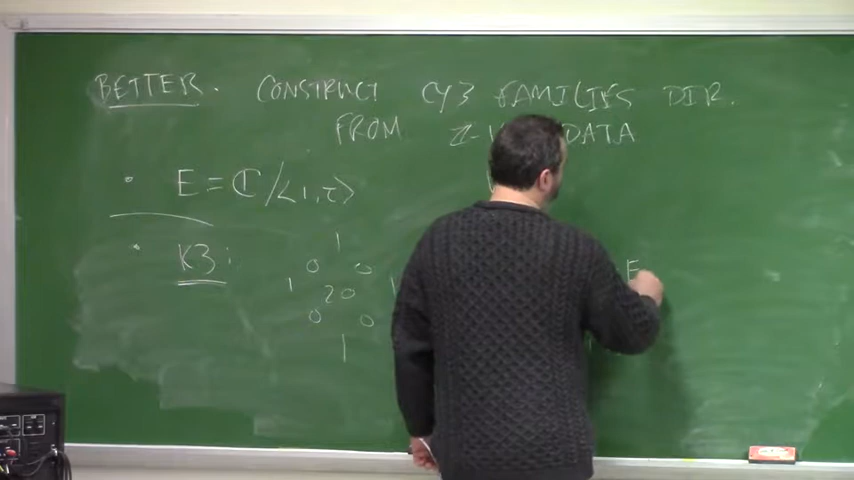 BETTER. CONSTRUCT CY3 FAMILIES DIR.
FROM Z- DATA
• E = ℂ/<1,τ>
• K3:
1
0 0
1 20 1
0 0
1
E